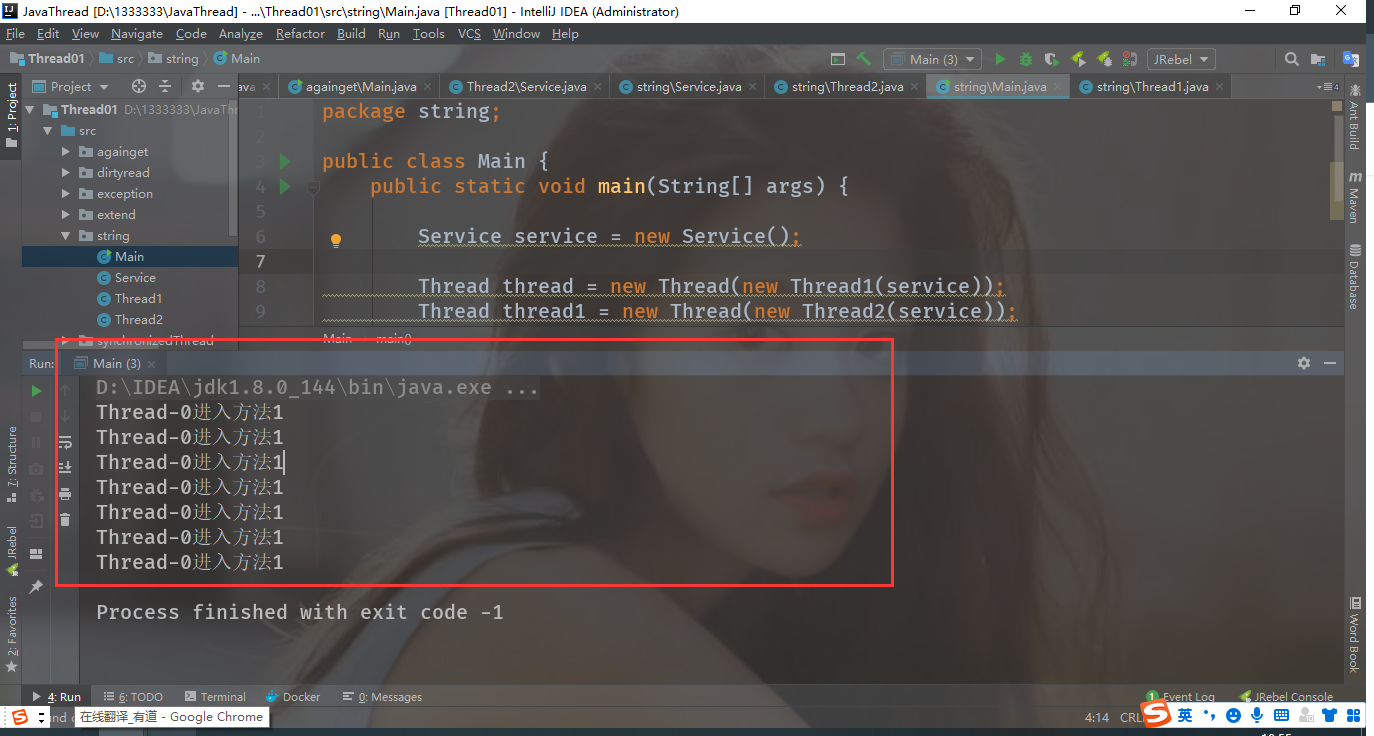 JavaThread [D:\1333333\JavaThread] - ...\Thread01\src\string\Main.java [Thread01] - IntelliJ IDEA (Administrator)
File Edit View Navigate Code Analyze Refactor Build Run Tools VCS Window Help
Thread01 src string Main Main (3) JRebel
1: Project
Project
ava againget\Main.java Thread2\Service.java string\Service.java string\Thread2.java string\Main.java string\Thread1.java 4
Thread01 D:\1333333\JavaThr
src
againget
dirtyread
exception
extend
string
Main
Service
Thread1
Thread2
synchronizedThread
1 package string;
2
3 public class Main {
4 public static void main(String[] args) {
5
6 Service service = new Service();
7
8 Thread thread = new Thread(new Thread1(service));
9 Thread thread1 = new Thread(new Thread2(service));
Main main()
Ant Build
Maven
Database
Word Book
Run: Main (3)
D:\IDEA\jdk1.8.0_144\bin\java.exe ...
Thread-0进入方法1
Thread-0进入方法1
Thread-0进入方法1
Thread-0进入方法1
Thread-0进入方法1
Thread-0进入方法1
Thread-0进入方法1
Process finished with exit code -1
7: Structure
JRebel
2: Favorites
4: Run 6: TODO Terminal Docker 0: Messages 1 Event Log JRebel Console
在线翻译_有道 - Google Chrome
4:14 CRL
英